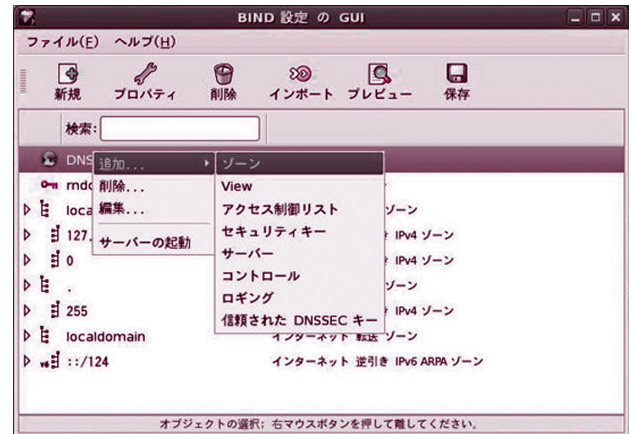 BIND 設定 の GUI
ファイル(F) ヘルプ(H)
新規 プロパティ 削除 インポート プレビュー 保存
検索:
DNS
追加...
削除...
編集...
サーバーの起動
ゾーン
View
アクセス制御リスト
セキュリティキー
サーバー
コントロール
ロギング
信頼された DNSSEC キー
loca ゾーン
127. IPv4 ゾーン
0 IPv4 ゾーン
. ゾーン
255 IPv4 ゾーン
localdomain インターネット 転送 ゾーン
::/124 インターネット 逆引き IPv6 ARPA ゾーン
オブジェクトの選択: 右マウスボタンを押して離してください。